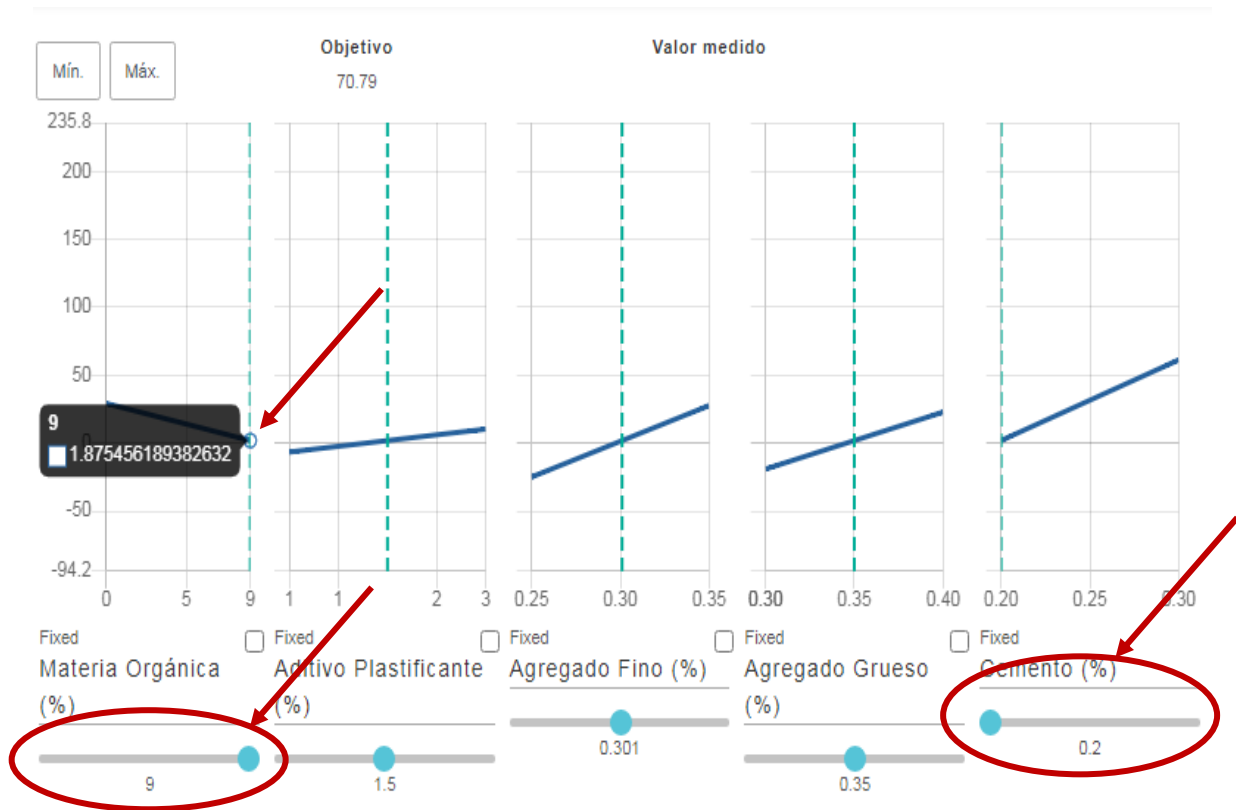 Objetivo
Valor medido
Mín.
Máx.
70.79
235.8
200
150
100
50
0
-50
-94.2
9
1.875456189382632
0 5 9
1 1 2 3
0.25 0.30 0.35
0.30 0.35 0.40
0.20 0.25 0.30
Fixed
Materia Orgánica
(%)
9
Fixed
Aditivo Plastificante
(%)
1.5
Fixed
Agregado Fino (%)
0.301
Fixed
Agregado Grueso
(%)
0.35
Fixed
Cemento (%)
0.2